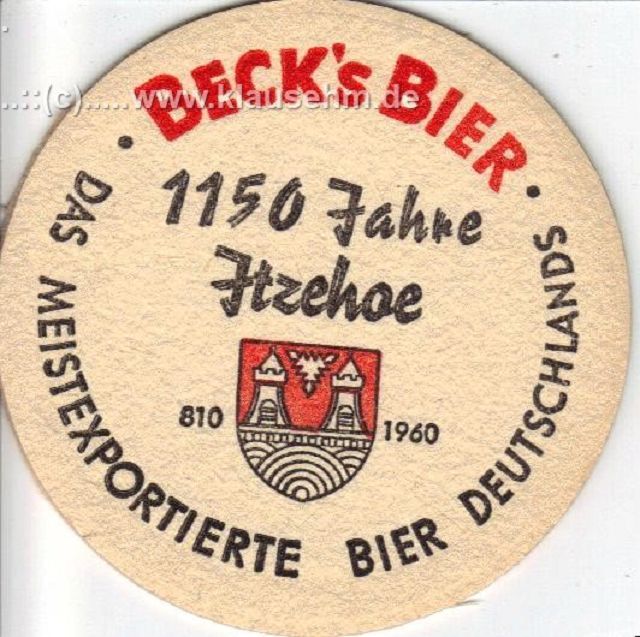 BECK's BIER
..::(c).....www.klausehm.de
1150 Jahre
Itzehoe
810 1960
• DAS MEISTEXPORTIERTE BIER DEUTSCHLANDS •